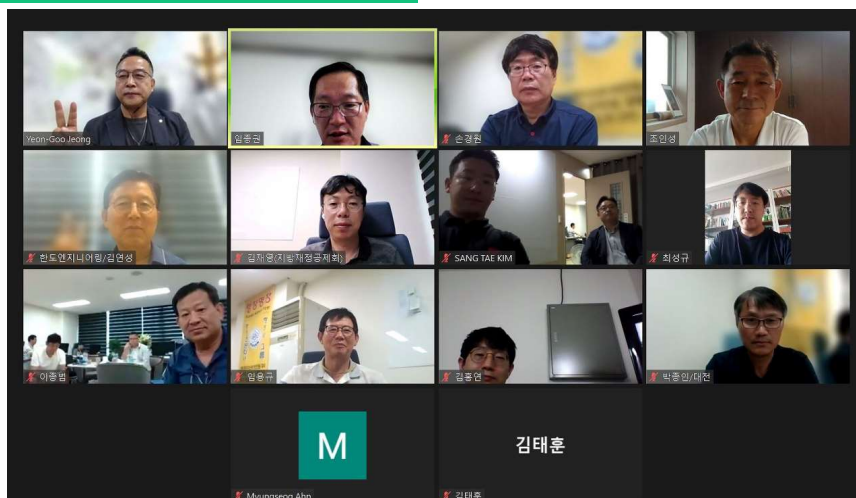 Yeon-Goo Jeong
임종권
손경원
조인성
한도엔지니어링/김연성
김재영(지방재정공제회)
SANG TAE KIM
최성규
이종범
임용규
김홍연
박종인/대전
M
김태훈
Myungseog Ahn
김태훈